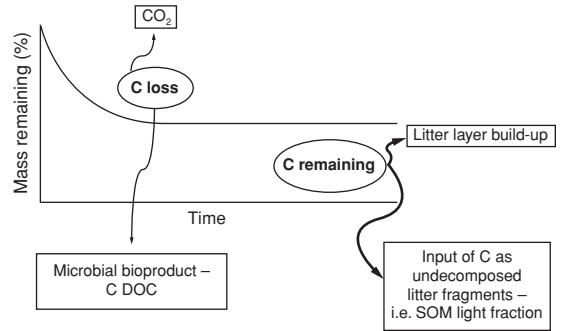 CO₂
Mass remaining (%)
C loss
Litter layer build-up
C remaining
Time
Microbial bioproduct –
C DOC
Input of C as
undecomposed
litter fragments –
i.e. SOM light fraction